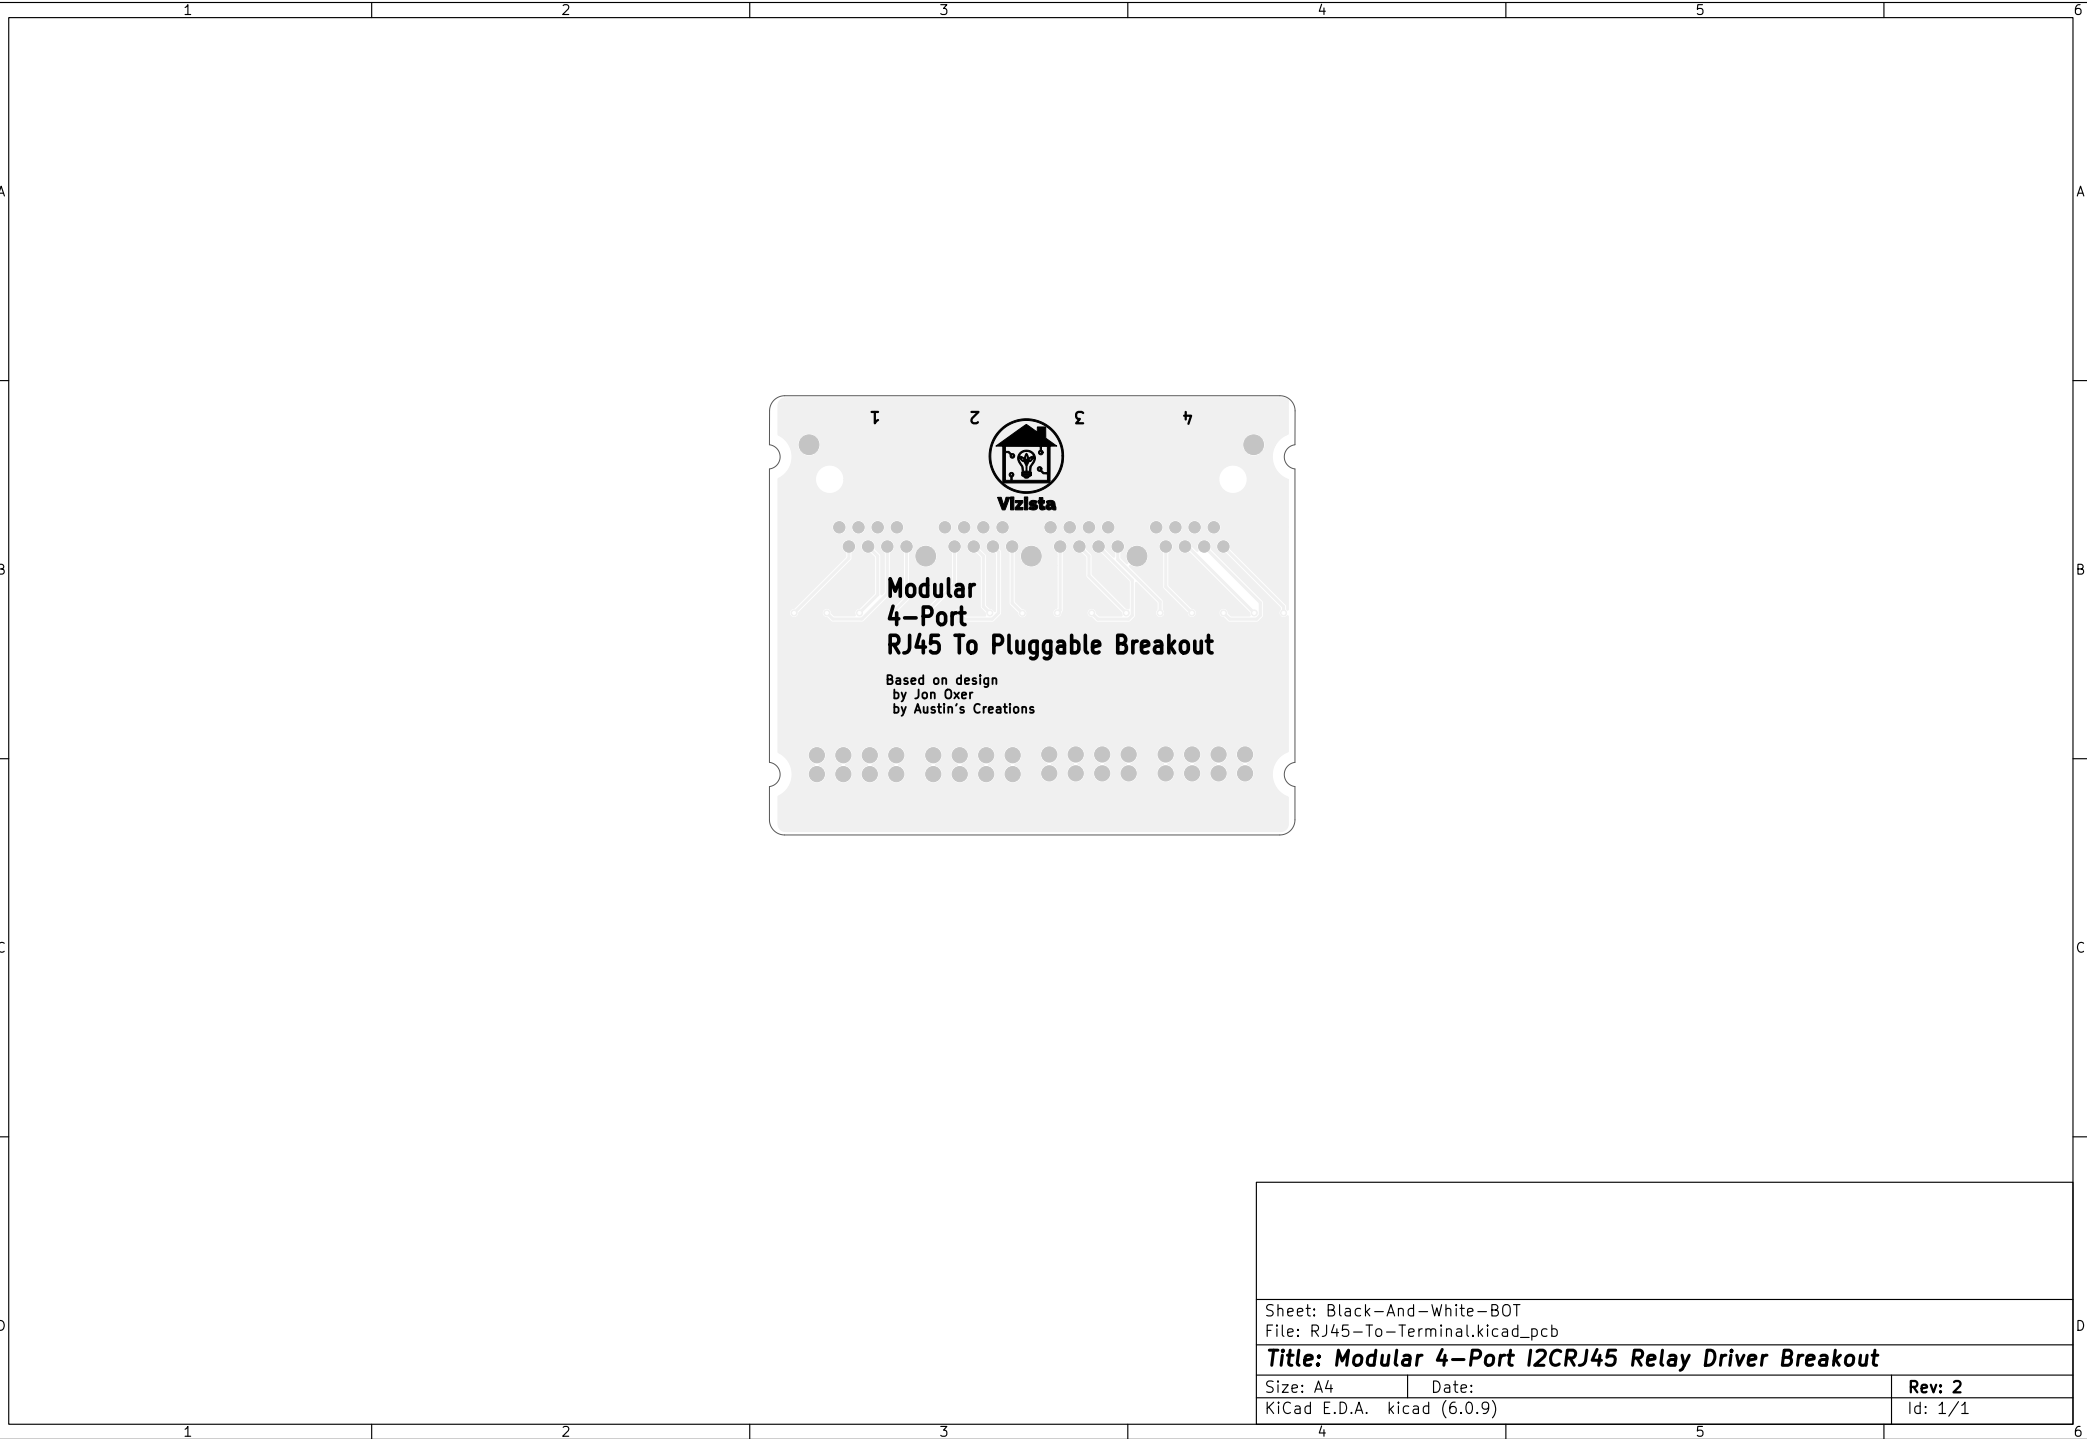 1 2 3 4 5 6
A A
1 2 3 4
Vizista
B B
Modular
4-Port
RJ45 To Pluggable Breakout
Based on design
by Jon Oxer
by Austin's Creations
C C
Sheet: Black-And-White-BOT
D D
File: RJ45-To-Terminal.kicad_pcb
Title: Modular 4-Port I2CRJ45 Relay Driver Breakout
Size: A4 Date: Rev: 2
KiCad E.D.A. kicad (6.0.9) Id: 1/1
1 2 3 4 5 6